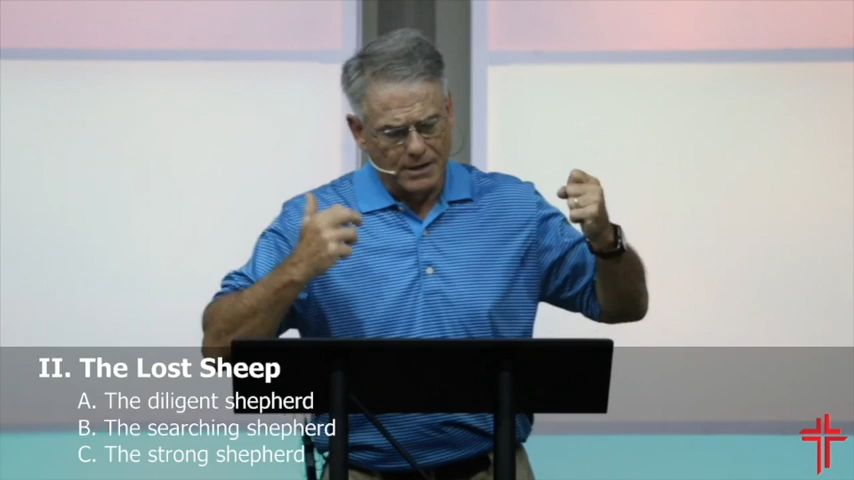 II. The Lost Sheep
A. The diligent shepherd
B. The searching shepherd
C. The strong shepherd